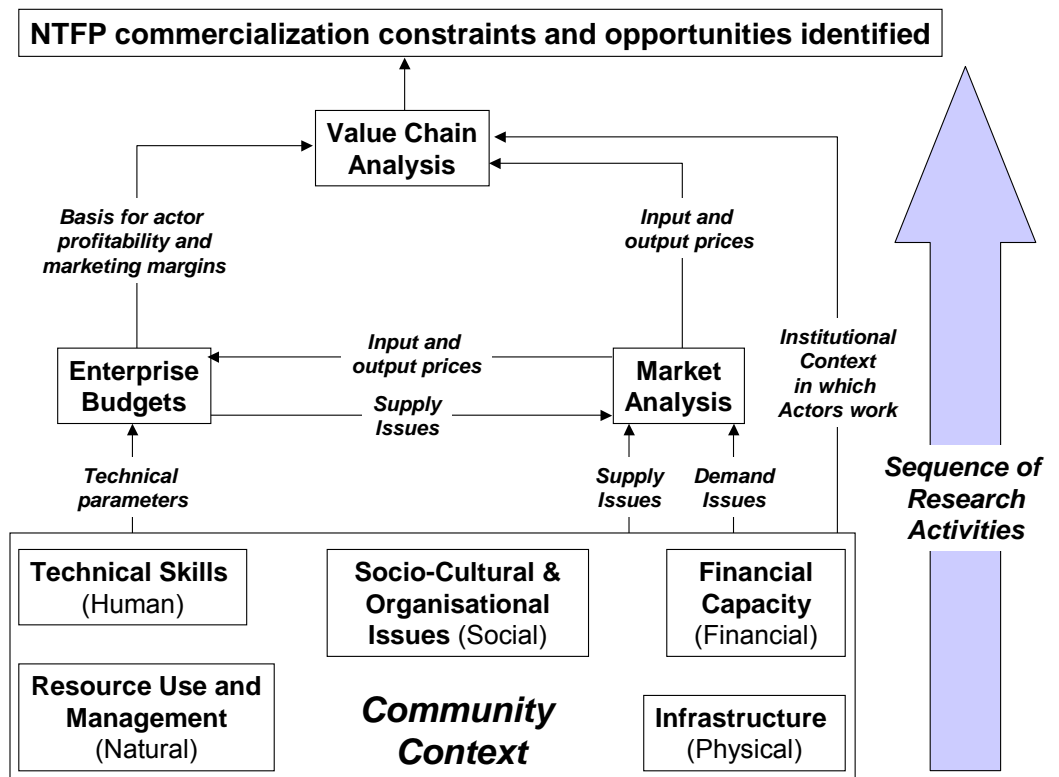 NTFP commercialization constraints and opportunities identified
Value Chain
Analysis
Basis for actor
profitability and
marketing margins
Input and
output prices
Enterprise
Budgets
Input and
output prices
Supply
Issues
Market
Analysis
Institutional
Context
in which
Actors work
Technical
parameters
Supply
Issues
Demand
Issues
Sequence of
Research
Activities
Technical Skills
(Human)
Socio-Cultural &
Organisational
Issues (Social)
Financial
Capacity
(Financial)
Resource Use and
Management
(Natural)
Community
Context
Infrastructure
(Physical)